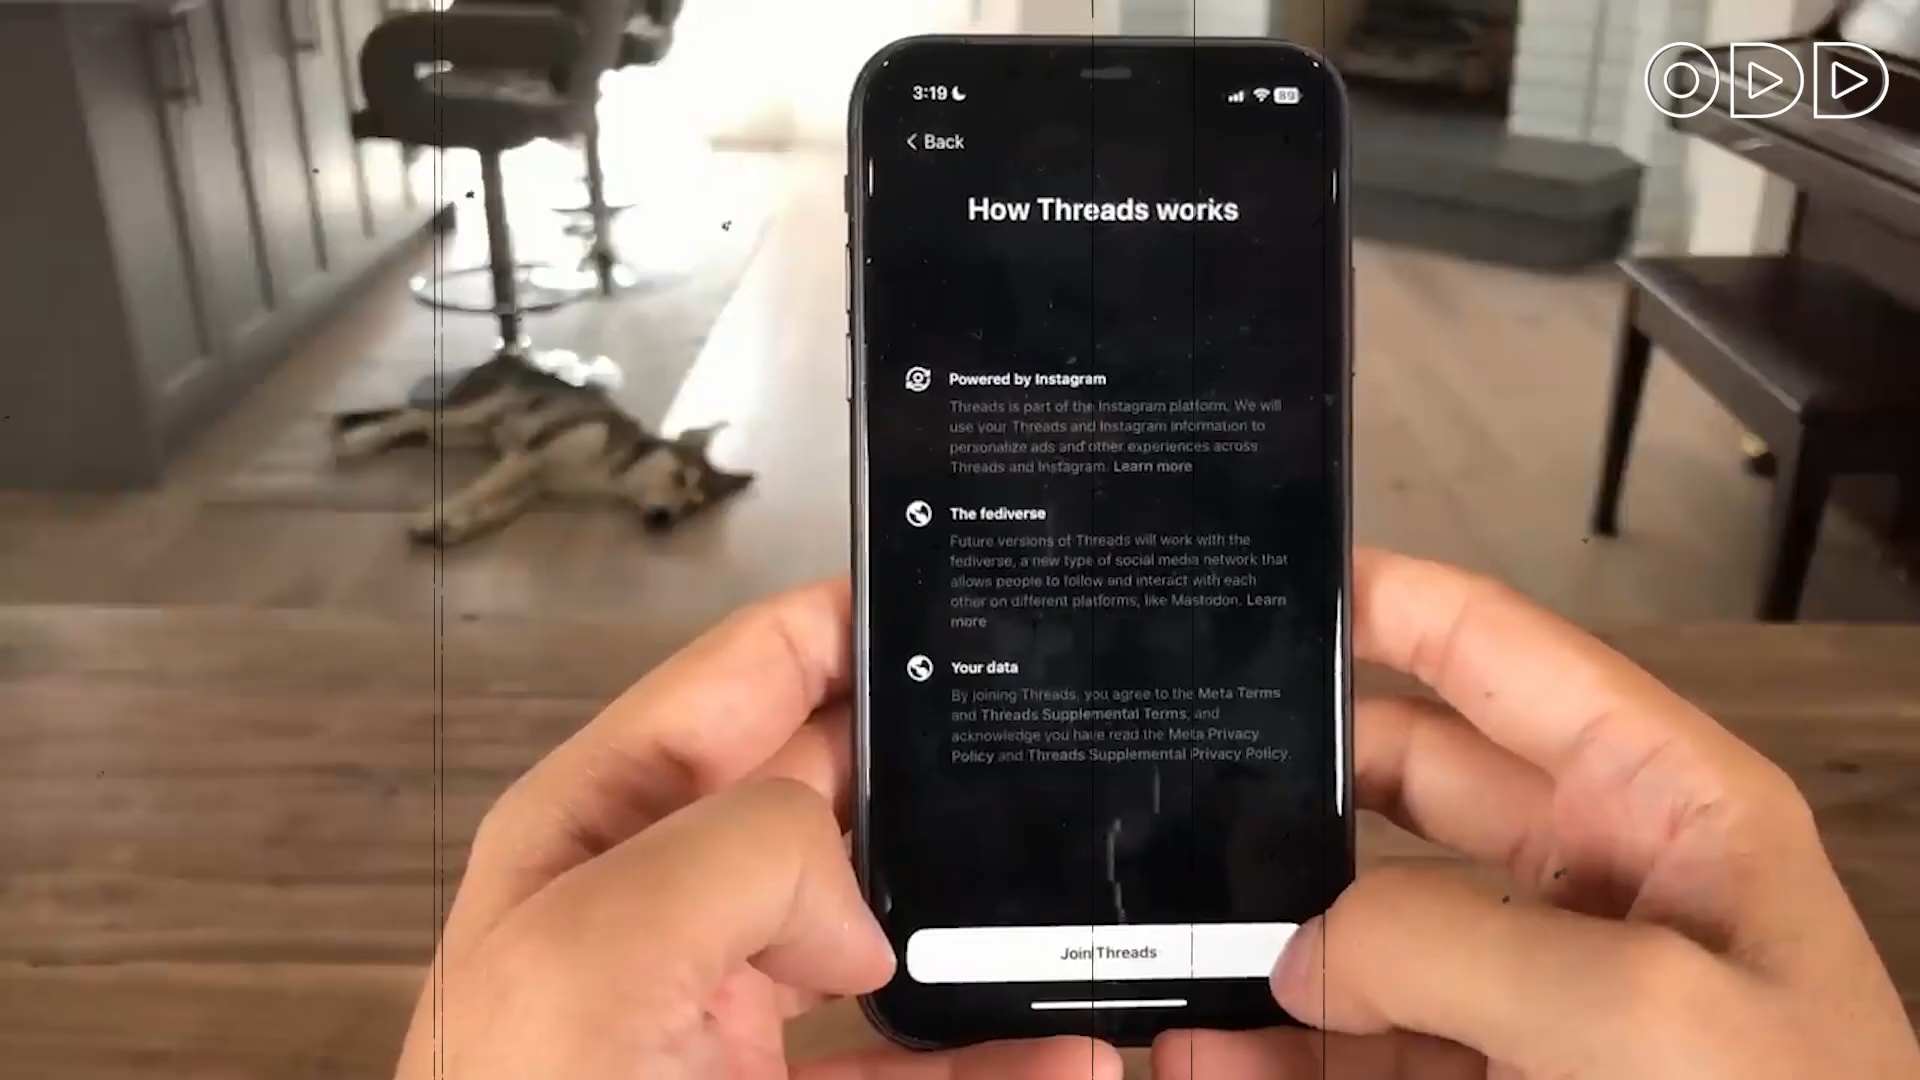 ODD
3:19
89
Back
How Threads works
Powered by Instagram
Threads is part of the Instagram platform. We will
use your Threads and Instagram information to
personalize ads and other experiences across
Threads and Instagram. Learn more
The fediverse
Future versions of Threads will work with the
fediverse, a new type of social media network that
allows people to follow and interact with each
other on different platforms, like Mastodon. Learn
more
Your data
By joining Threads, you agree to the Meta Terms
and Threads Supplemental Terms, and
acknowledge you have read the Meta Privacy
Policy and Threads Supplemental Privacy Policy.
Join Threads